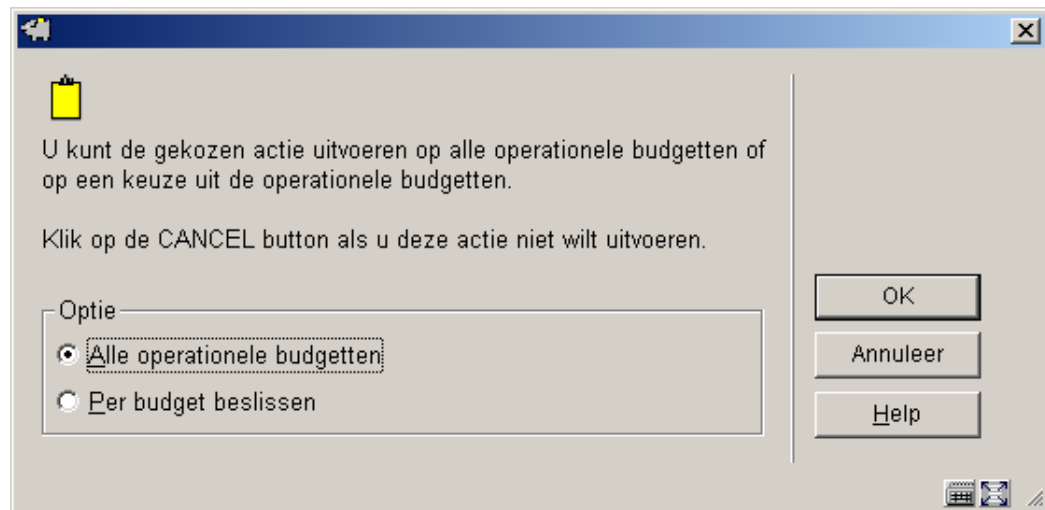 U kunt de gekozen actie uitvoeren op alle operationele budgetten of
op een keuze uit de operationele budgetten.
Klik op de CANCEL button als u deze actie niet wilt uitvoeren.
Optie
Alle operationele budgetten
Per budget beslissen
OK
Annuleer
Help